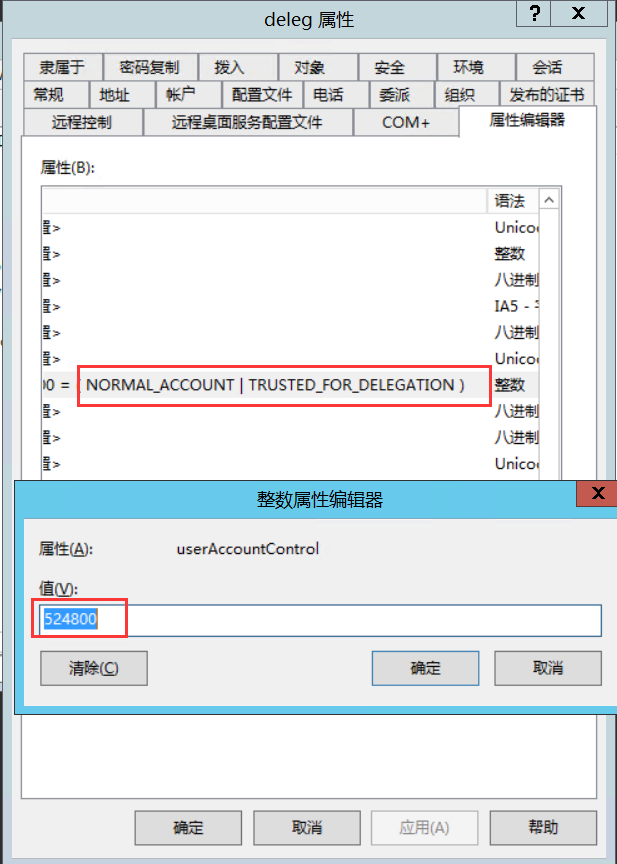 deleg 属性
?
X
隶属于 密码复制 拨入 对象 安全 环境 会话
常规 地址 帐户 配置文件 电话 委派 组织 发布的证书
远程控制 远程桌面服务配置文件 COM+ 属性编辑器
属性(B):
语法
置> Unico
置> 整数
置> 八进制
置> IA5 -
置> 八进制
置> Unico
00 = ( NORMAL_ACCOUNT | TRUSTED_FOR_DELEGATION ) 整数
置> 八进制
置> 八进制
置> Unico
整数属性编辑器
X
属性(A): userAccountControl
值(V):
524800
清除(C) 确定 取消
确定 取消 应用(A) 帮助